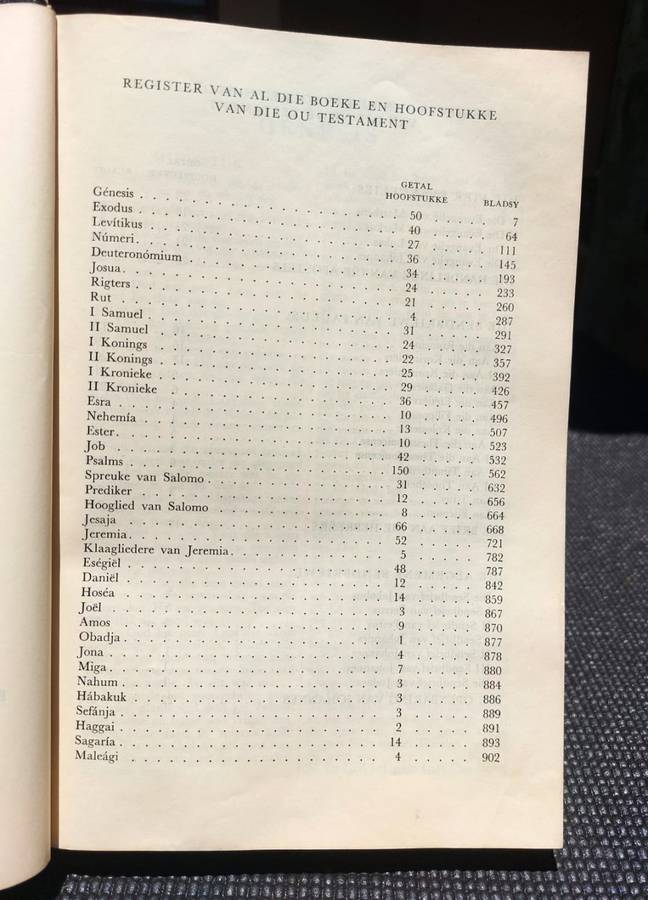 REGISTER VAN AL DIE BOEKE EN HOOFSTUKKE
VAN DIE OU TESTAMENT
GETAL
HOOFSTUKKE BLADSY
Génesis 50 7
Exodus 40 64
Levítikus 27 111
Númeri 36 145
Deuteronómium 34 193
Josua 24 233
Rigters 21 260
Rut 4 287
I Samuel 31 291
II Samuel 24 327
I Konings 22 357
II Konings 25 392
I Kronieke 29 426
II Kronieke 36 457
Esra 10 496
Nehemía 13 507
Ester 10 523
Job 42 532
Psalms 150 562
Spreuke van Salomo 31 632
Prediker 12 656
Hooglied van Salomo 8 664
Jesaja 66 668
Jeremia 52 721
Klaagliedere van Jeremia 5 782
Eségiël 48 787
Daniël 12 842
Hoséa 14 859
Joël 3 867
Amos 9 870
Obadja 1 877
Jona 4 878
Miga 7 880
Nahum 3 884
Hábakuk 3 886
Sefánja 3 889
Haggai 2 891
Sagaría 14 893
Maleági 4 902